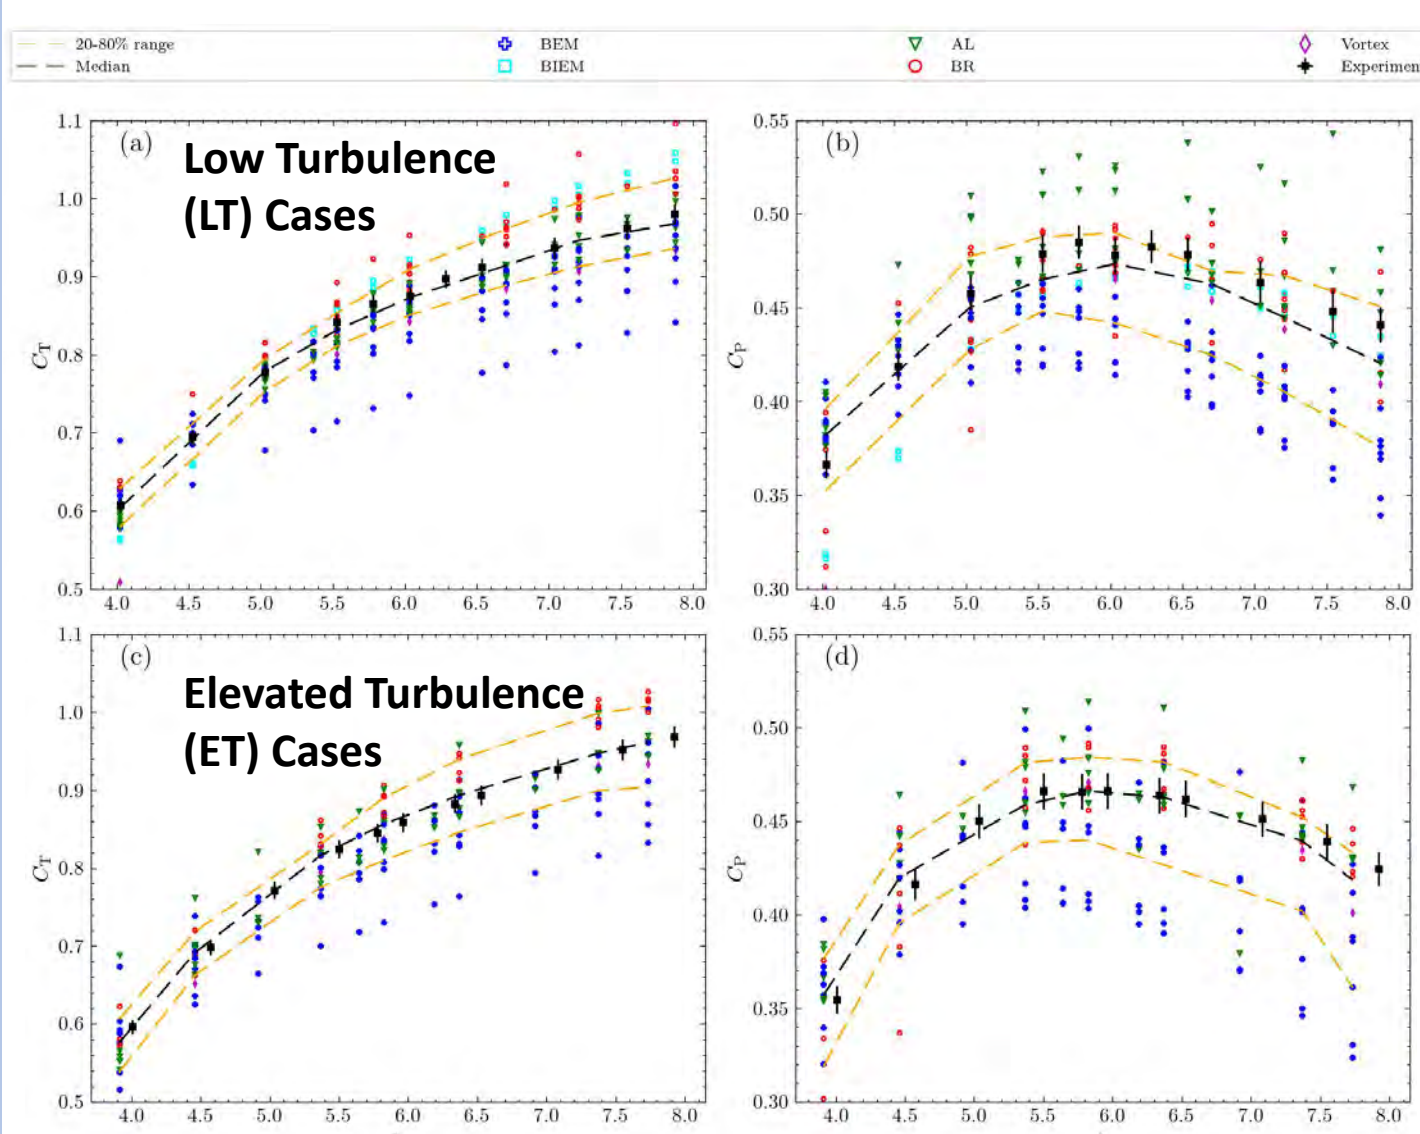 20-80% range BEM AL Vortex
Median BIEM BR Experimen
1.1
1.0
0.9
0.8
0.7
0.6
0.5
C_T
(a)
Low Turbulence
(LT) Cases
4.0 4.5 5.0 5.5 6.0 6.5 7.0 7.5 8.0
0.55
0.50
0.45
0.40
0.35
0.30
C_P
(b)
4.0 4.5 5.0 5.5 6.0 6.5 7.0 7.5 8.0
1.1
1.0
0.9
0.8
0.7
0.6
0.5
C_T
(c)
Elevated Turbulence
(ET) Cases
4.0 4.5 5.0 5.5 6.0 6.5 7.0 7.5 8.0
0.55
0.50
0.45
0.40
0.35
0.30
C_P
(d)
4.0 4.5 5.0 5.5 6.0 6.5 7.0 7.5 8.0